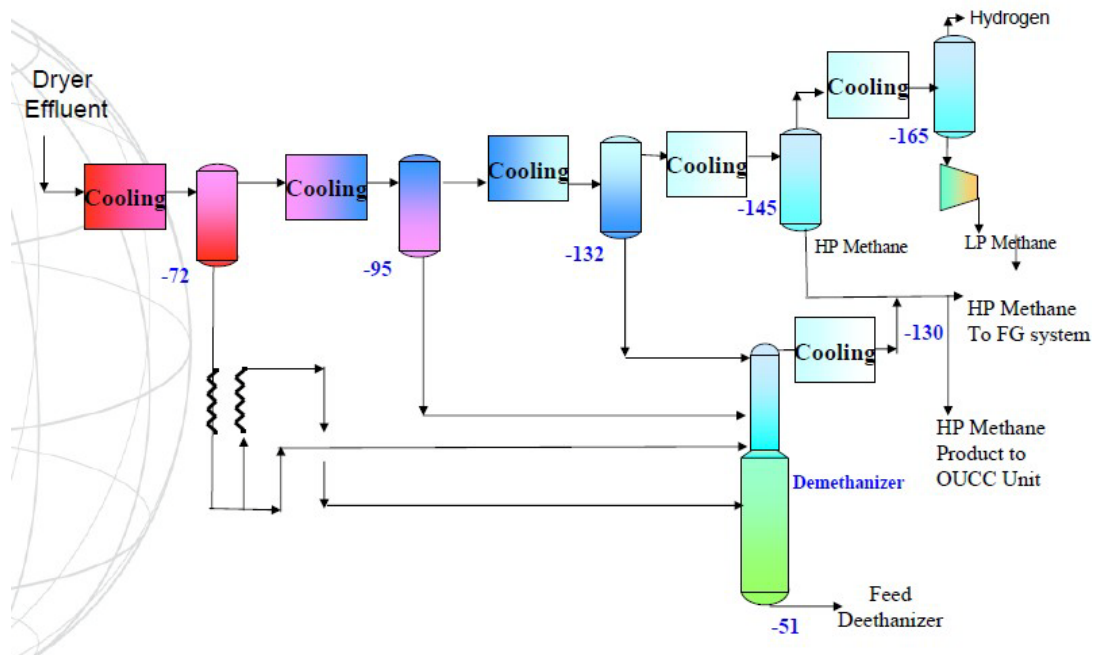 Hydrogen
Dryer
Effluent
Cooling
-165
Cooling
Cooling
Cooling
Cooling
-72
-95
-132
-145
HP Methane
LP Methane
HP Methane
To FG system
-130
Cooling
HP Methane
Product to
OUCC Unit
Demethanizer
Feed
Deethanizer
-51